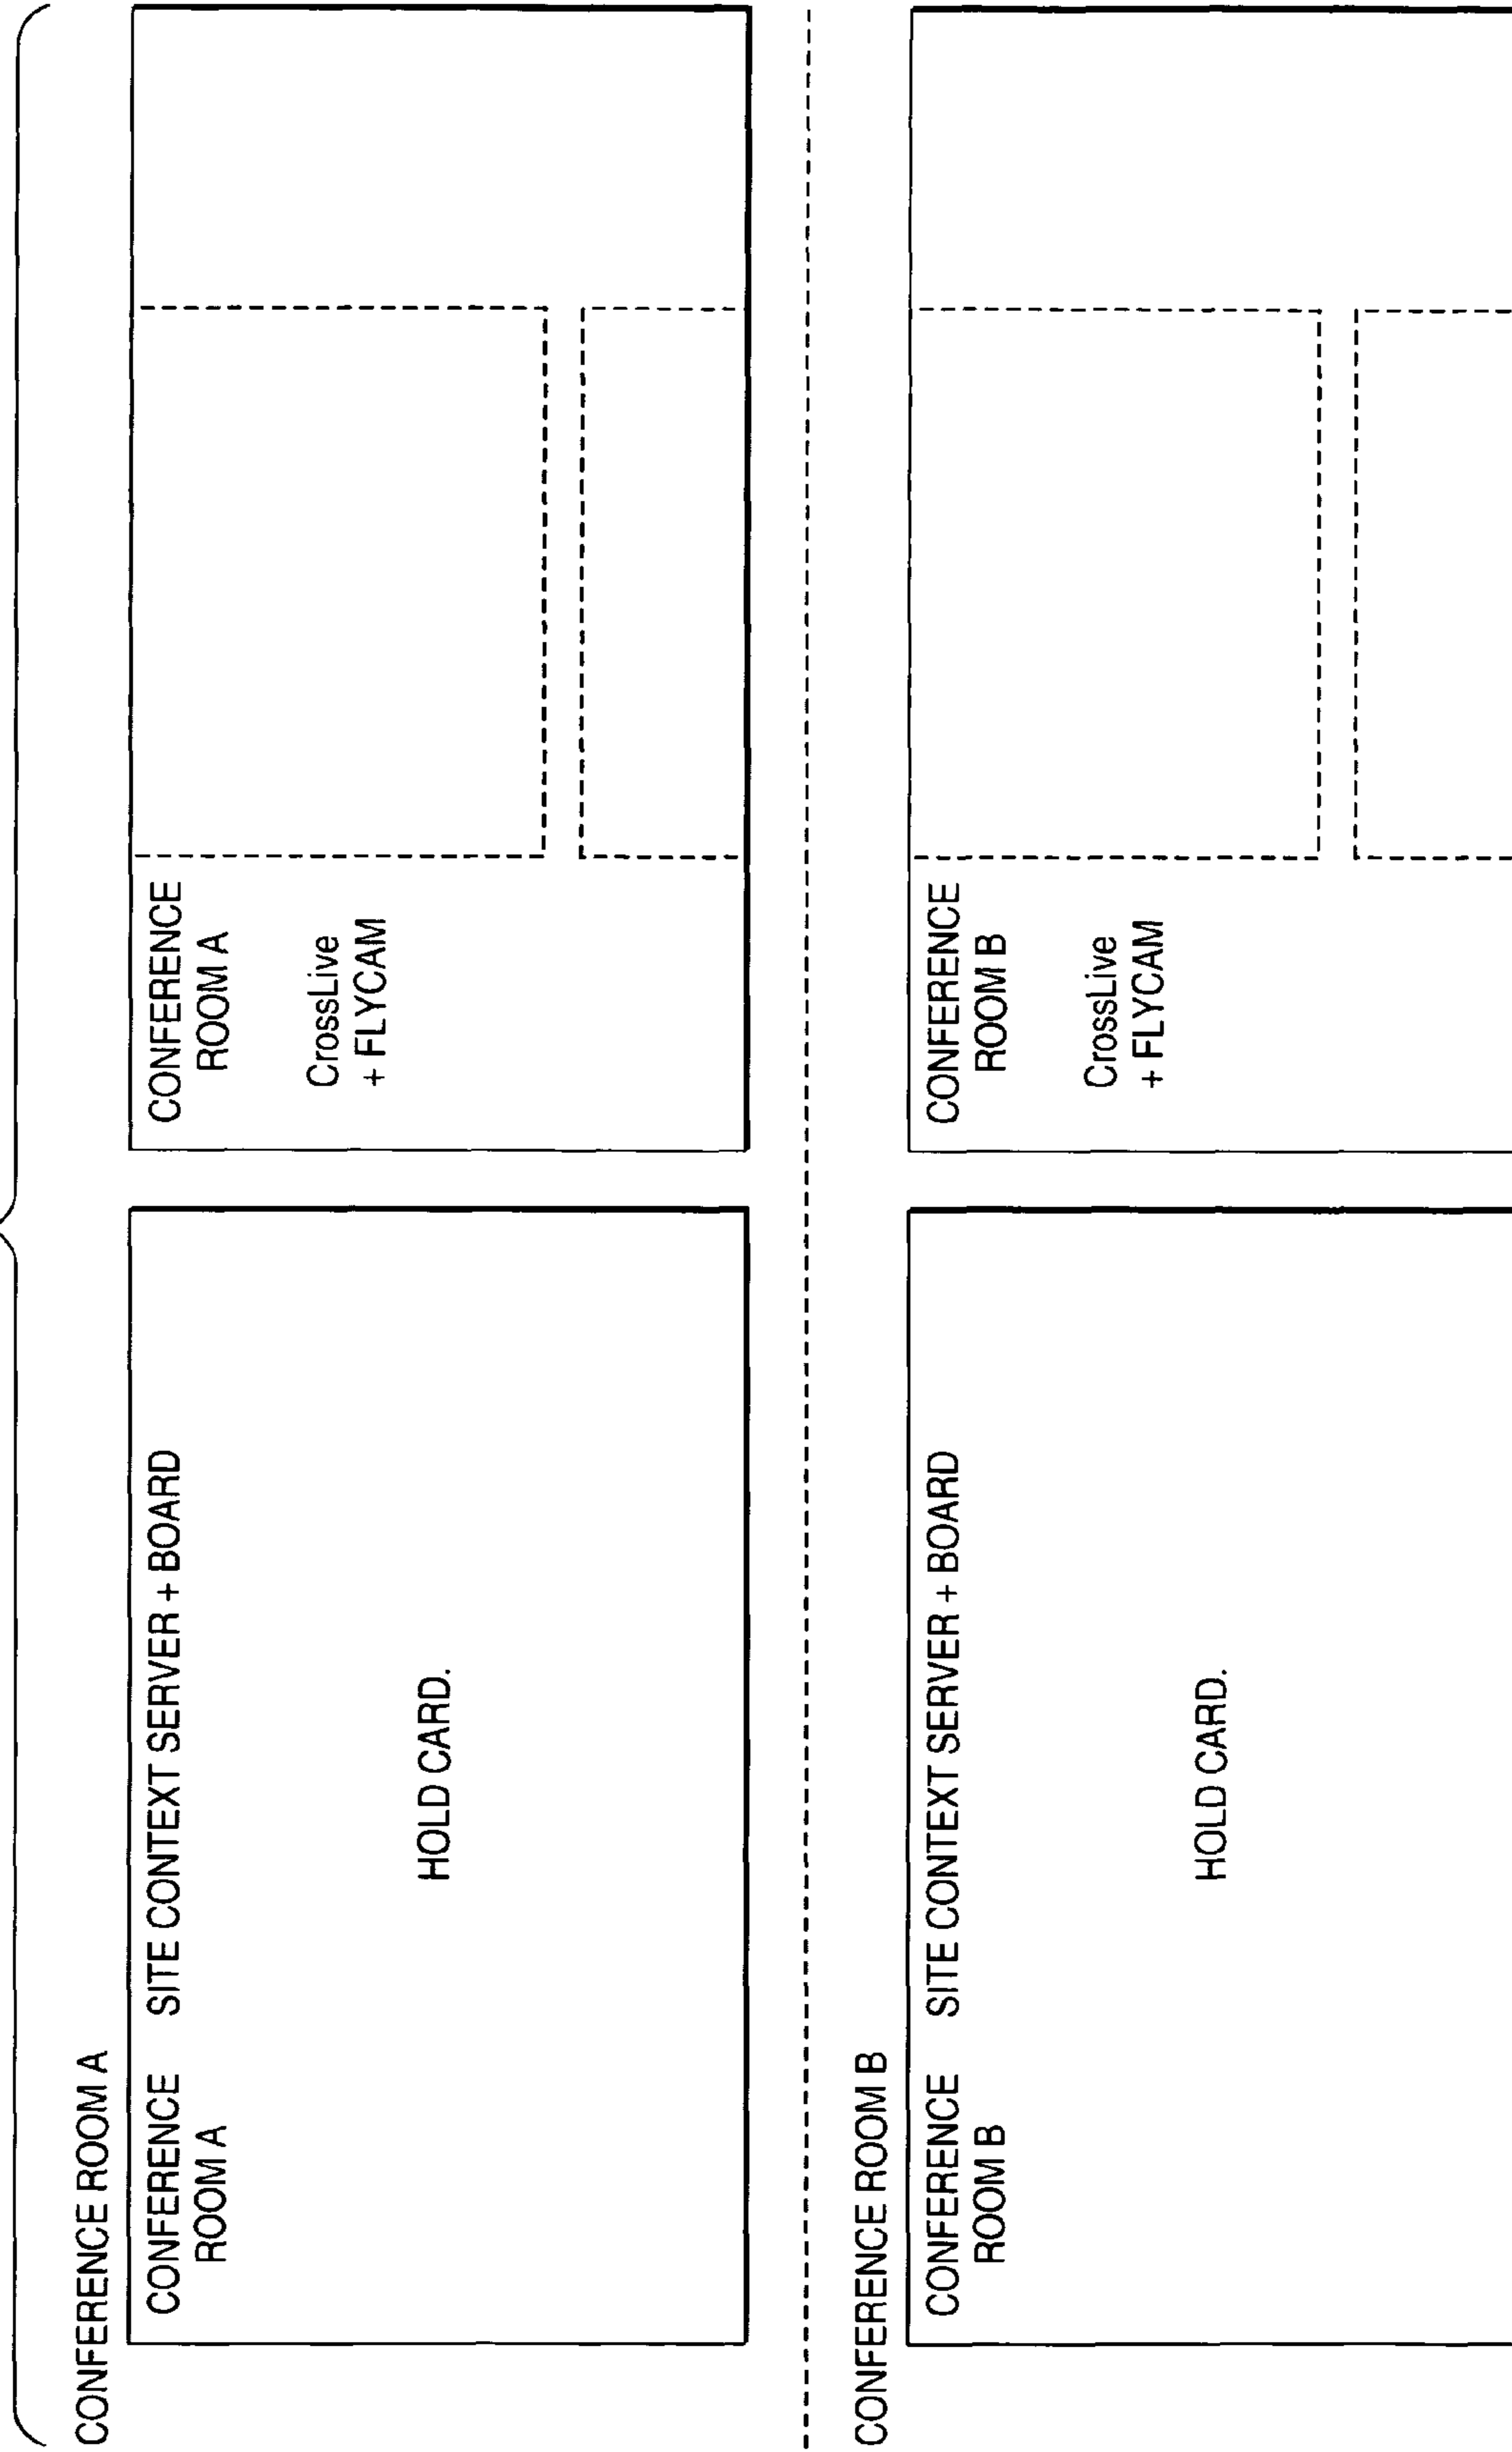 CONFERENCE ROOM A
CONFERENCE
ROOM A
SITE CONTEXT SERVER + BOARD
HOLD CARD.
CONFERENCE
ROOM A
CrossLive
+ FLYCAM
CONFERENCE ROOM B
CONFERENCE
ROOM B
SITE CONTEXT SERVER + BOARD
HOLD CARD.
CONFERENCE
ROOM B
CrossLive
+ FLYCAM